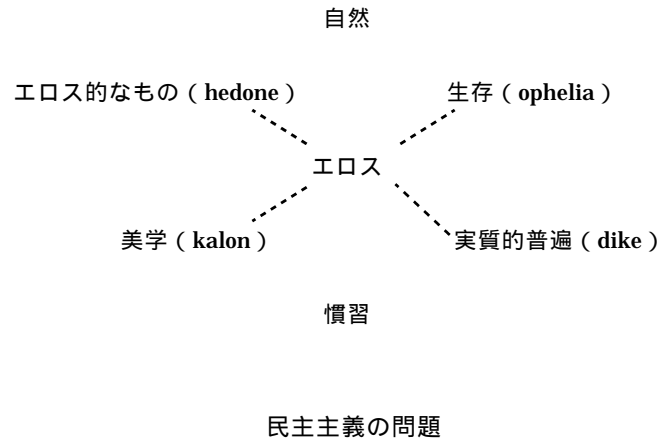 自然
エロス的なもの（hedone） 生存（ophelia）
エロス
美学（kalon） 実質的普遍（dike）
慣習
民主主義の問題